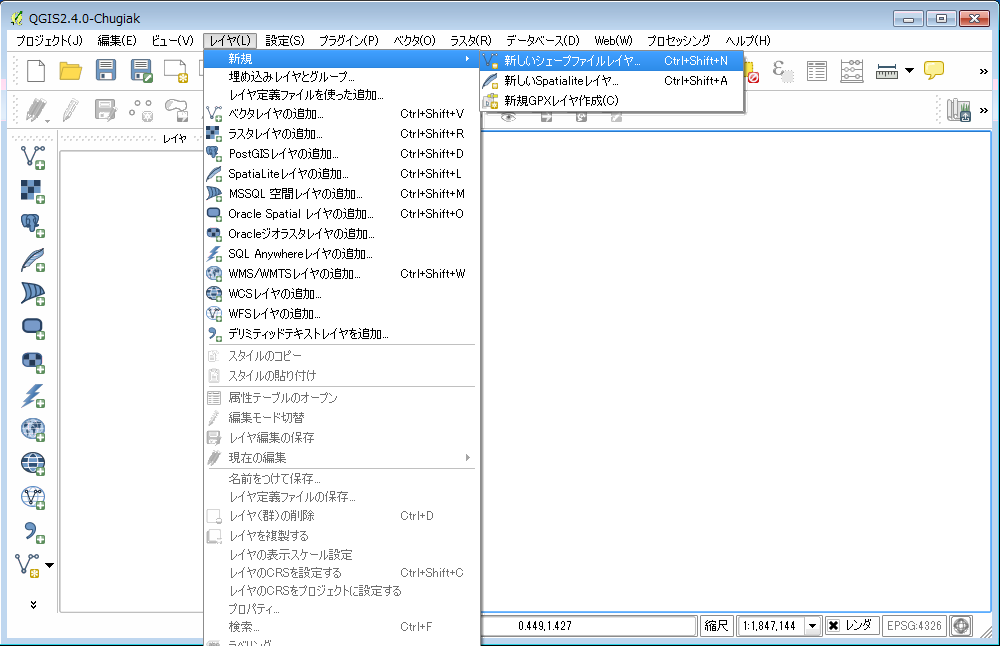 QGIS2.4.0-Chugiak
プロジェクト(J) 編集(E) ビュー(V) レイヤ(L) 設定(S) プラグイン(P) ベクタ(O) ラスタ(R) データベース(D) Web(W) プロセッシング ヘルプ(H)
新規
新しいシェープファイルレイヤ... Ctrl+Shift+N
新しいSpatialiteレイヤ... Ctrl+Shift+A
新規GPXレイヤ作成(C)
埋め込みレイヤとグループ...
レイヤ定義ファイルを使った追加...
ベクタレイヤの追加... Ctrl+Shift+V
ラスタレイヤの追加... Ctrl+Shift+R
PostGISレイヤの追加... Ctrl+Shift+D
SpatiaLiteレイヤの追加... Ctrl+Shift+L
MSSQL 空間レイヤの追加... Ctrl+Shift+M
Oracle Spatial レイヤの追加... Ctrl+Shift+O
Oracleジオラスタレイヤの追加...
SQL Anywhereレイヤの追加...
WMS/WMTSレイヤの追加... Ctrl+Shift+W
WCSレイヤの追加...
WFSレイヤの追加...
デリミティッドテキストレイヤを追加...
スタイルのコピー
スタイルの貼り付け
属性テーブルのオープン
編集モード切替
レイヤ編集の保存
現在の編集
名前をつけて保存...
レイヤ定義ファイルの保存...
レイヤ(群)の削除 Ctrl+D
レイヤを複製する
レイヤの表示スケール設定
レイヤのCRSを設定する Ctrl+Shift+C
レイヤのCRSをプロジェクトに設定する
プロパティ...
検索... Ctrl+F
ラベリング
レイヤ
0.449,1.427 縮尺 1:1,847,144 レンダ EPSG:4326